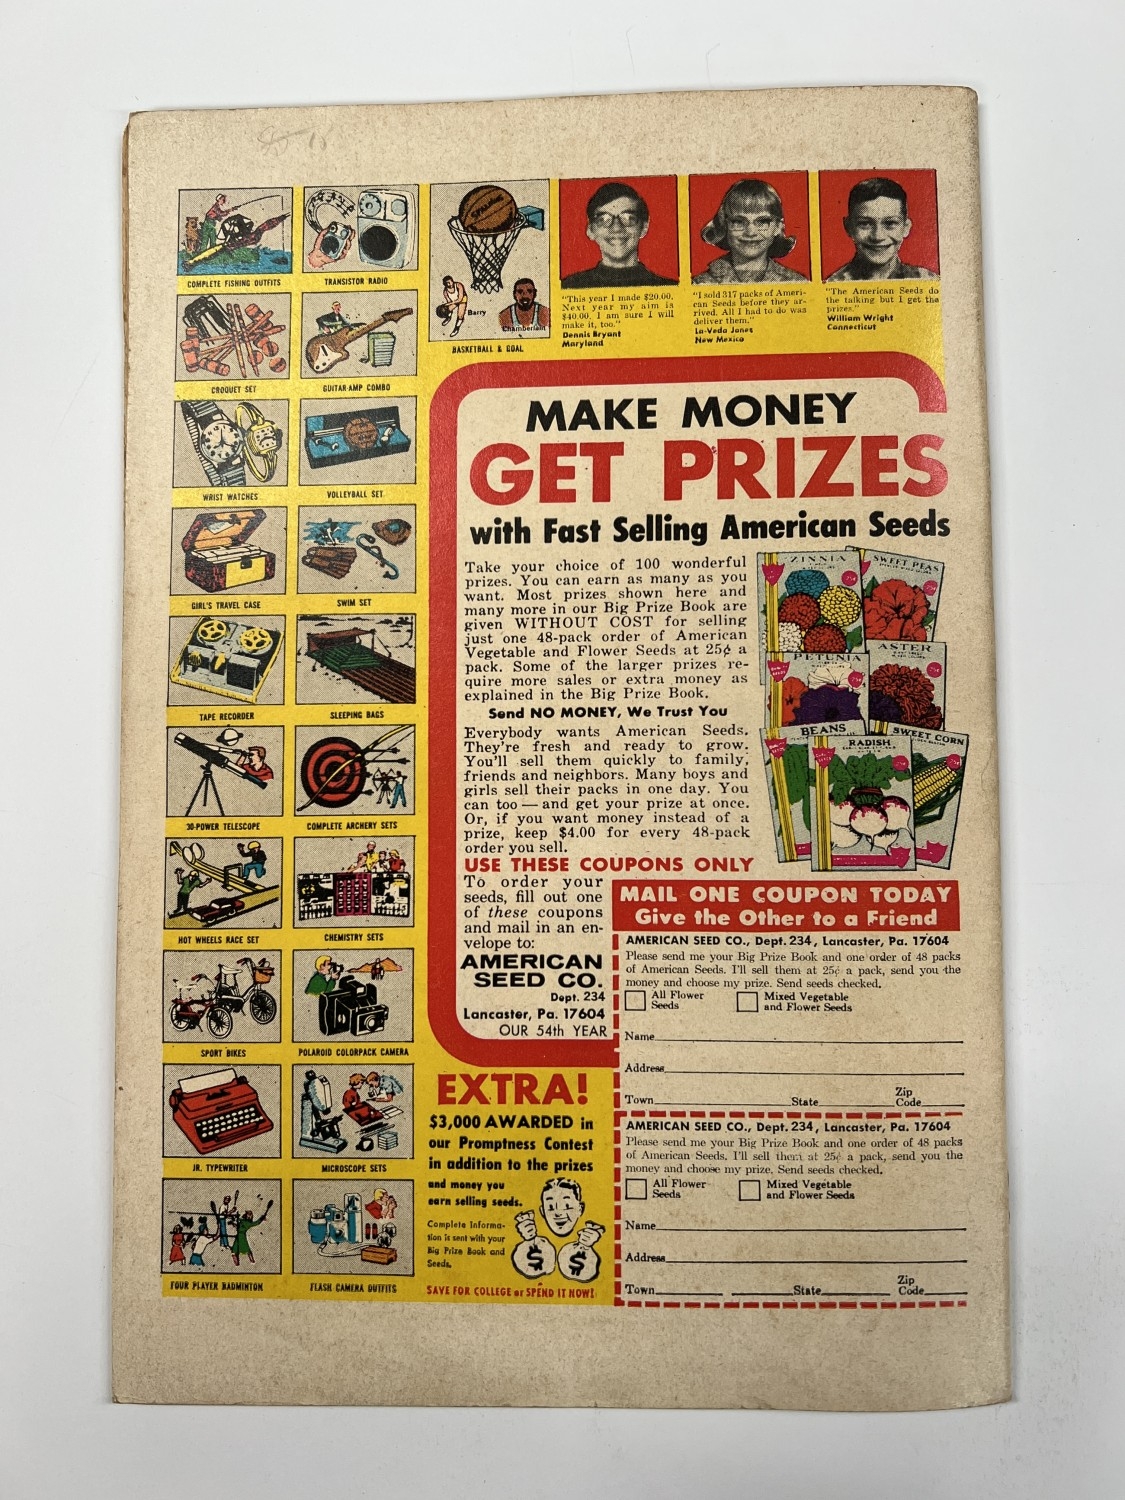 COMPLETE FISHING OUTFITS
TRANSISTOR RADIO
CROQUET SET
GUITAR-AMP COMBO
WRIST WATCHES
VOLLEYBALL SET
GIRL'S TRAVEL CASE
SWIM SET
TAPE RECORDER
SLEEPING BAGS
30-POWER TELESCOPE
COMPLETE ARCHERY SETS
HOT WHEELS RACE SET
CHEMISTRY SETS
SPORT BIKES
POLAROID COLORPACK CAMERA
JR. TYPEWRITER
MICROSCOPE SETS
FOUR PLAYER BADMINTON
FLASH CAMERA OUTFITS
Barry
Chamberlain
BASKETBALL & GOAL
"This year I made $20.00.
Next year my aim is
$40.00. I am sure I will
make it, too."
Dennis Bryant
Maryland
"I sold 317 packs of Ameri-
can Seeds before they ar-
rived. All I had to do was
deliver them."
La-Veda Jones
New Mexico
"The American Seeds do
the talking but I get the
prizes."
William Wright
Connecticut
MAKE MONEY
GET PRIZES
with Fast Selling American Seeds
Take your choice of 100 wonderful
prizes. You can earn as many as you
want. Most prizes shown here and
many more in our Big Prize Book are
given WITHOUT COST for selling
just one 48-pack order of American
Vegetable and Flower Seeds at 25¢ a
pack. Some of the larger prizes re-
quire more sales or extra money as
explained in the Big Prize Book.
Send NO MONEY, We Trust You
Everybody wants American Seeds.
They're fresh and ready to grow.
You'll sell them quickly to family,
friends and neighbors. Many boys and
girls sell their packs in one day. You
can too — and get your prize at once.
Or, if you want money instead of a
prize, keep $4.00 for every 48-pack
order you sell.
ZINNIA
SWEET PEAS
PETUNIA
ASTER
BEANS
RADISH
SWEET CORN
USE THESE COUPONS ONLY
To order your
seeds, fill out one
of these coupons
and mail in an en-
velope to:
AMERICAN
SEED CO.
Dept. 234
Lancaster, Pa. 17604
OUR 54th YEAR
MAIL ONE COUPON TODAY
Give the Other to a Friend
AMERICAN SEED CO., Dept. 234, Lancaster, Pa. 17604
Please send me your Big Prize Book and one order of 48 packs
of American Seeds. I'll sell them at 25¢ a pack, send you the
money and choose my prize. Send seeds checked.
All Flower Seeds
Mixed Vegetable and Flower Seeds
Name
Address
Town State Zip Code
AMERICAN SEED CO., Dept. 234, Lancaster, Pa. 17604
Please send me your Big Prize Book and one order of 48 packs
of American Seeds. I'll sell them at 25¢ a pack, send you the
money and choose my prize. Send seeds checked.
All Flower Seeds
Mixed Vegetable and Flower Seeds
Name
Address
Town State Zip Code
EXTRA!
$3,000 AWARDED in
our Promptness Contest
in addition to the prizes
and money you
earn selling seeds.
Complete Informa-
tion is sent with your
Big Prize Book and
Seeds.
$ $
SAVE FOR COLLEGE or SPEND IT NOW!